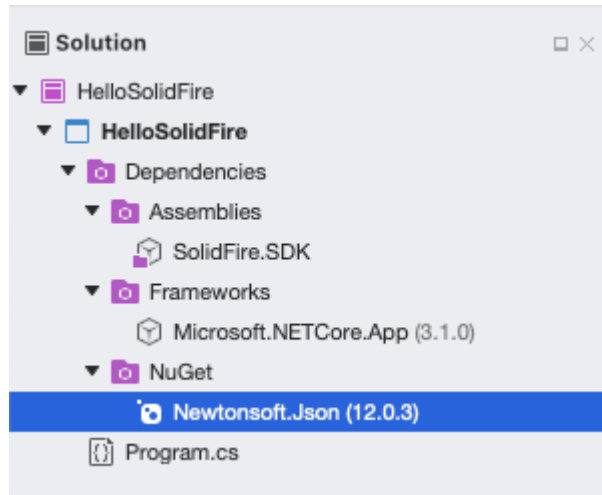 Solution
HelloSolidFire
HelloSolidFire
Dependencies
Assemblies
SolidFire.SDK
Frameworks
Microsoft.NETCore.App (3.1.0)
NuGet
Newtonsoft.Json (12.0.3)
Program.cs